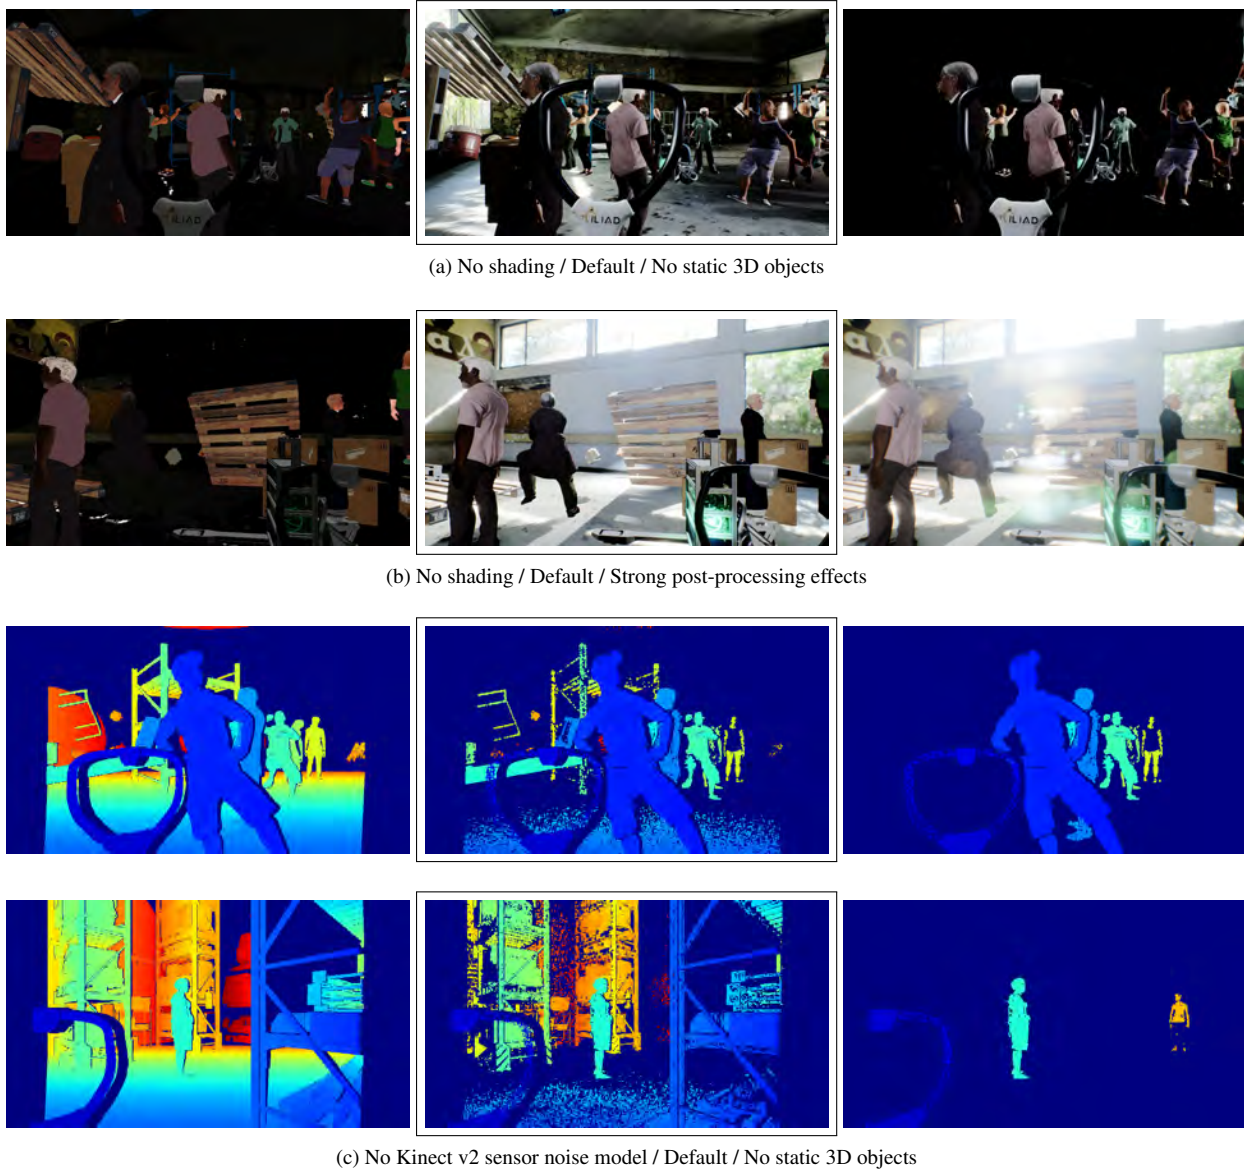 ILIAD
(a) No shading / Default / No static 3D objects
(b) No shading / Default / Strong post-processing effects
(c) No Kinect v2 sensor noise model / Default / No static 3D objects